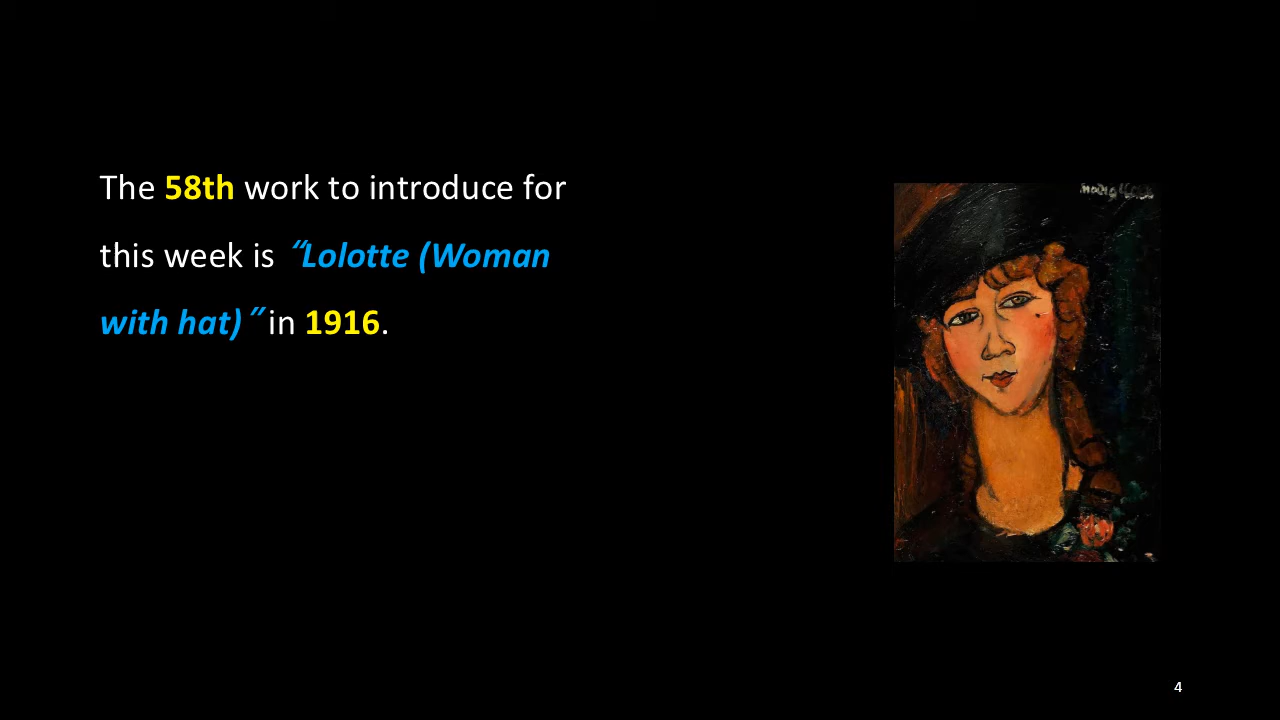 The 58th work to introduce for
this week is “Lolotte (Woman
with hat)” in 1916.
4